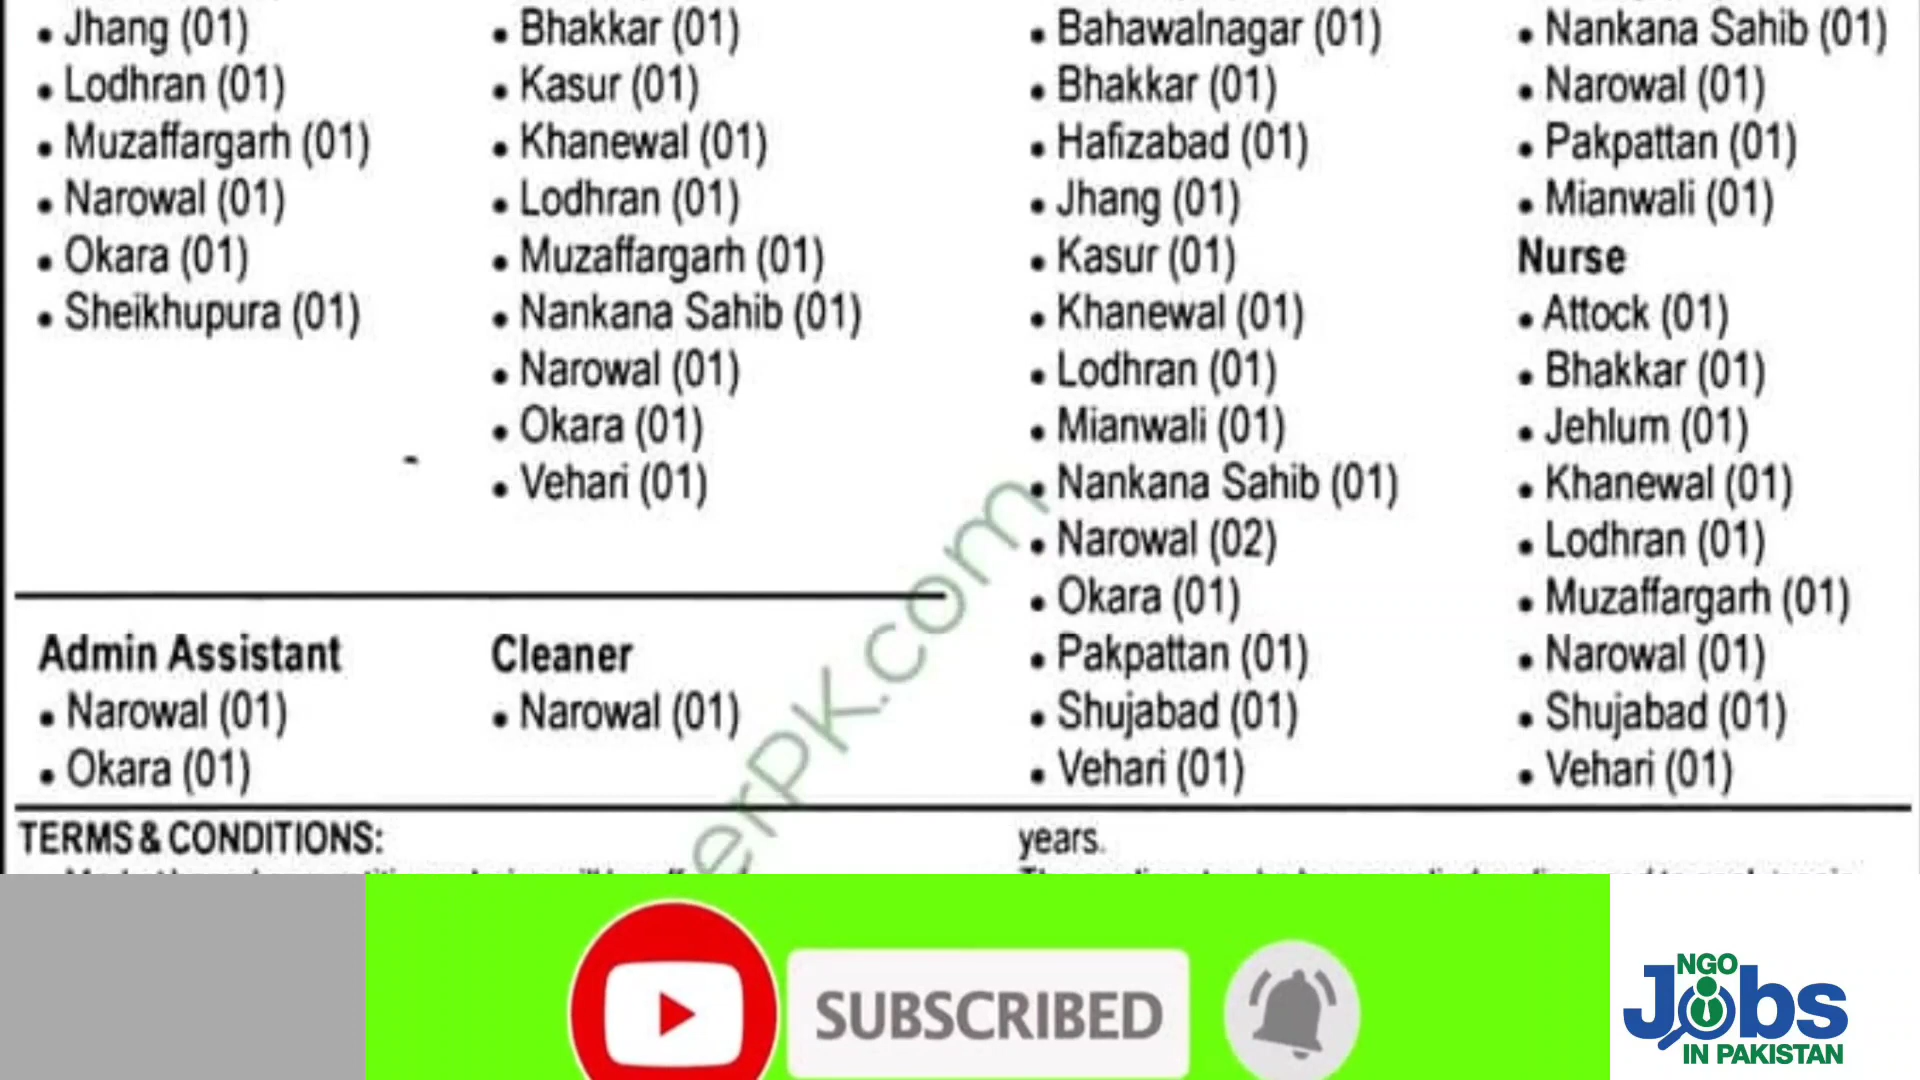 • Jhang (01)
• Lodhran (01)
• Muzaffargarh (01)
• Narowal (01)
• Okara (01)
• Sheikhupura (01)
• Bhakkar (01)
• Kasur (01)
• Khanewal (01)
• Lodhran (01)
• Muzaffargarh (01)
• Nankana Sahib (01)
• Narowal (01)
• Okara (01)
• Vehari (01)
Admin Assistant
• Narowal (01)
• Okara (01)
Cleaner
• Narowal (01)
• Bahawalnagar (01)
• Bhakkar (01)
• Hafizabad (01)
• Jhang (01)
• Kasur (01)
• Khanewal (01)
• Lodhran (01)
• Mianwali (01)
• Nankana Sahib (01)
• Narowal (02)
• Okara (01)
• Pakpattan (01)
• Shujabad (01)
• Vehari (01)
• Nankana Sahib (01)
• Narowal (01)
• Pakpattan (01)
• Mianwali (01)
Nurse
• Attock (01)
• Bhakkar (01)
• Jehlum (01)
• Khanewal (01)
• Lodhran (01)
• Muzaffargarh (01)
• Narowal (01)
• Shujabad (01)
• Vehari (01)
TERMS & CONDITIONS:
years.
erPK.com
SUBSCRIBED
NGO
Jobs
IN PAKISTAN